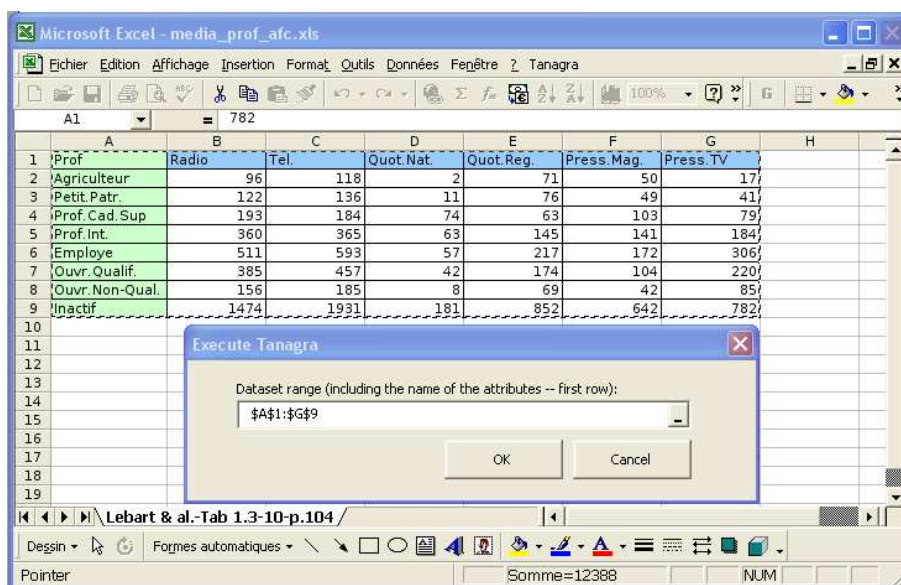 Microsoft Excel - media_prof_afc.xls
Fichier Edition Affichage Insertion Format Outils Données Fenêtre ? Tanagra
100% G
A1 = 782
A B C D E F G H
1 Prof Radio Tel. Quot.Nat. Quot.Reg. Press.Mag. Press.TV
2 Agriculteur 96 118 2 71 50 17
3 Petit.Patr. 122 136 11 76 49 41
4 Prof.Cad.Sup 193 184 74 63 103 79
5 Prof.Int. 360 365 63 145 141 184
6 Employe 511 593 57 217 172 306
7 Ouvr.Qualif. 385 457 42 174 104 220
8 Ouvr.Non-Qual. 156 185 8 69 42 85
9 Inactif 1474 1931 181 852 642 782
10
11
12
13
14
15
16
17
18
19
Execute Tanagra
Dataset range (including the name of the attributes -- first row):
$A$1:$G$9
OK Cancel
Lebart & al.-Tab 1.3-10-p.104
Dessin Formes automatiques
Pointer Somme=12388 NUM